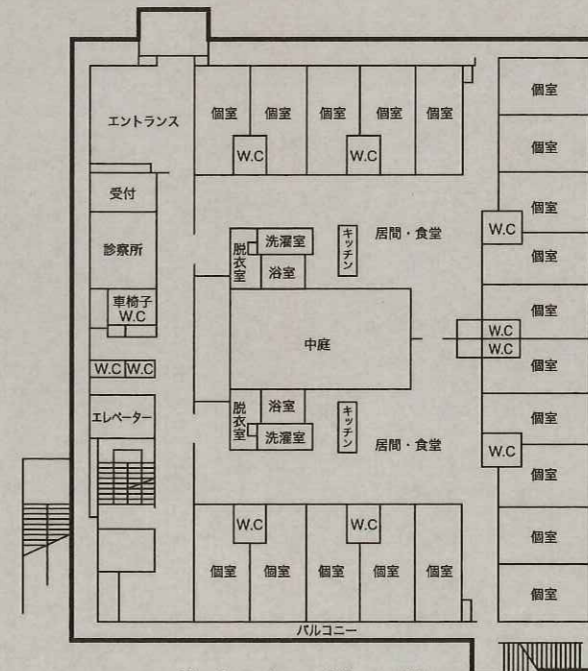 エントランス
個室
個室
個室
個室
個室
W.C
W.C
個室
個室
個室
W.C
個室
受付
診察所
車椅子
W.C
W.C
W.C
エレベーター
脱衣室
洗濯室
浴室
キッチン
居間・食堂
中庭
個室
W.C
W.C
個室
脱衣室
浴室
洗濯室
キッチン
居間・食堂
個室
W.C
個室
個室
個室
W.C
W.C
個室
個室
個室
個室
個室
バルコニー